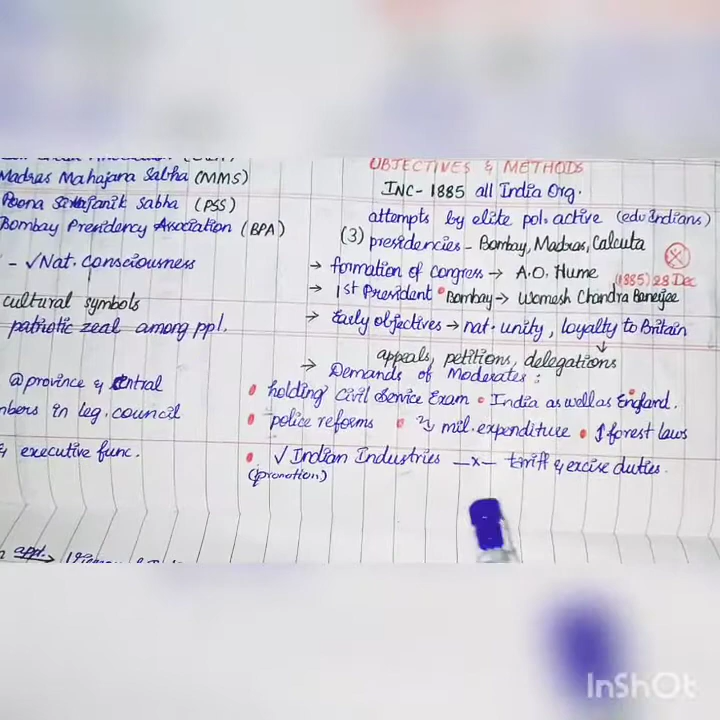 Madras Mahajara Sabha (MMS)
Poona Sarvajanik Sabha (PSS)
Bombay Presidency Association (BPA)
- √Nat. consciousness
cultural symbols
patriotic zeal among ppl.
@province & central
mbers in leg. council
& executive func.
app.
OBJECTIVES & METHODS
INC - 1885 all India Org.
attempts by elite pol. active (edu Indians)
(3) presidencies - Bombay, Madras, Calcuta
→ formation of congress → A.O. Hume
(1885) 28 Dec
→ 1st President • Bombay → Womesh Chandra Banerjee
→ Early objectives → nat. unity, loyalty to Britain
appeals, petitions, delegations
→ Demands of Moderates :
• holding Civil Service Exam • India as well as England.
• police reforms • mil. expenditure • forest laws
• √ Indian Industries —x— tariff & excise duties.
(promotion)
InShOt